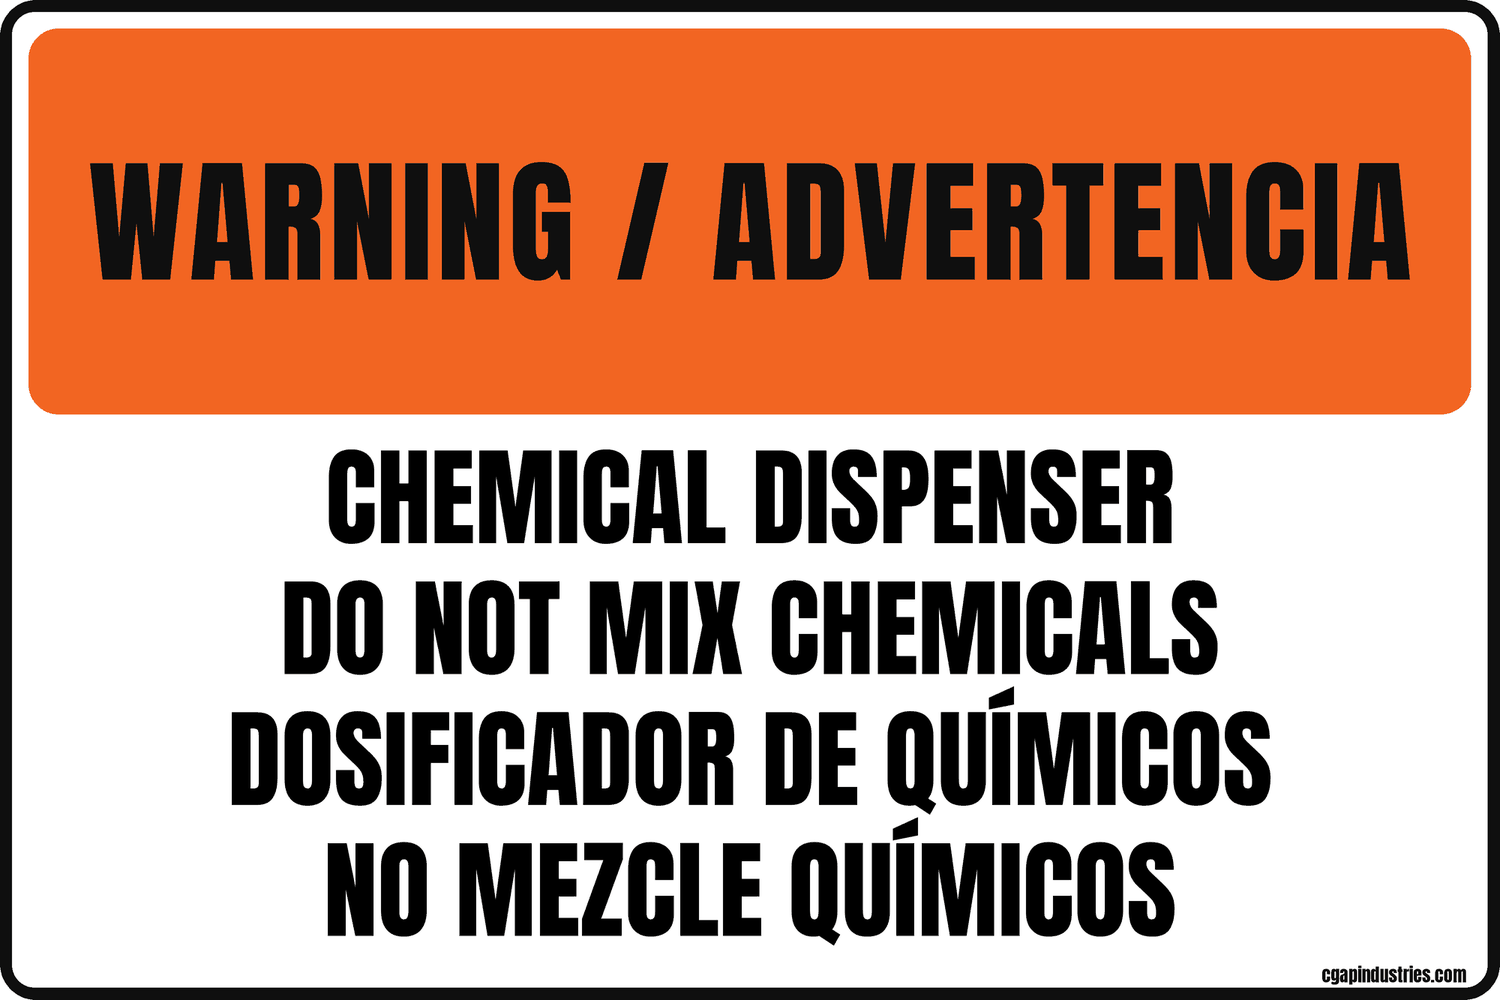 WARNING / ADVERTENCIA
CHEMICAL DISPENSER
DO NOT MIX CHEMICALS
DOSIFICADOR DE QUÍMICOS
NO MEZCLE QUÍMICOS
cgapindustries.com